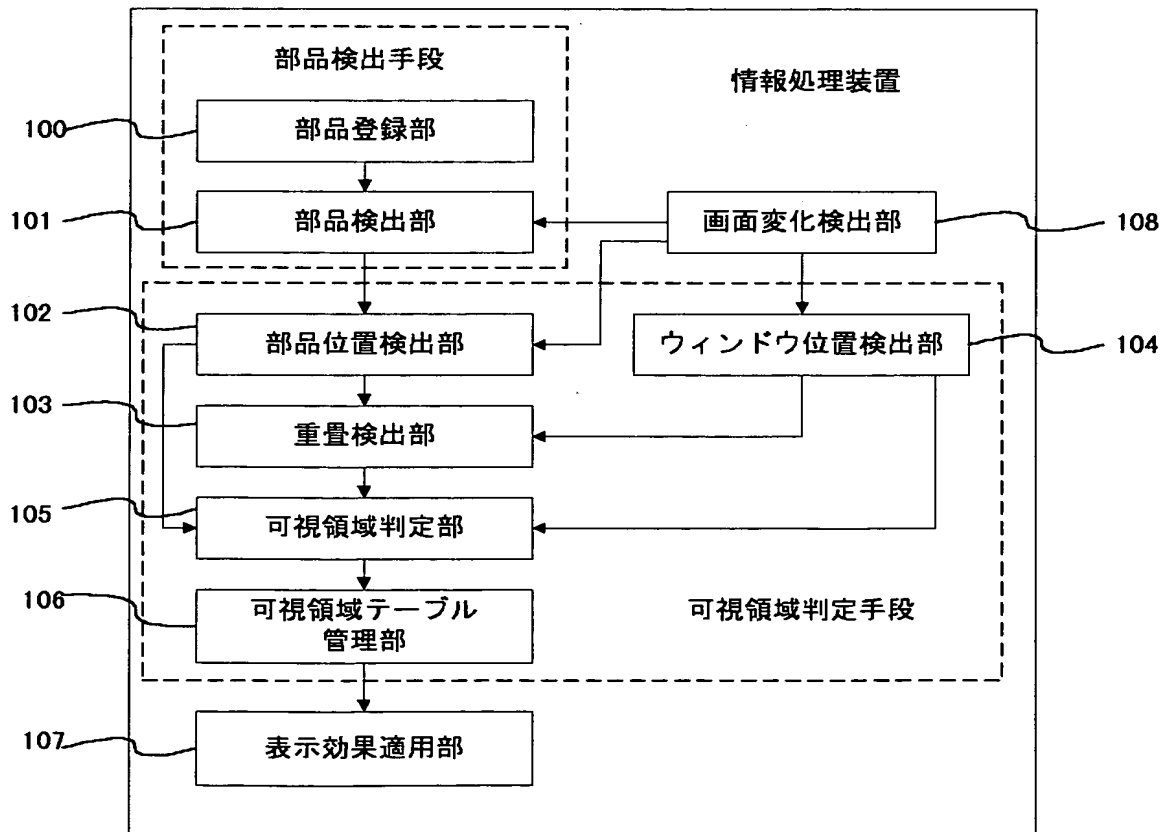 部品検出手段
情報処理装置
100
部品登録部
101
部品検出部
画面変化検出部
108
102
部品位置検出部
ウィンドウ位置検出部
104
103
重畳検出部
105
可視領域判定部
106
可視領域テーブル
管理部
可視領域判定手段
107
表示効果適用部